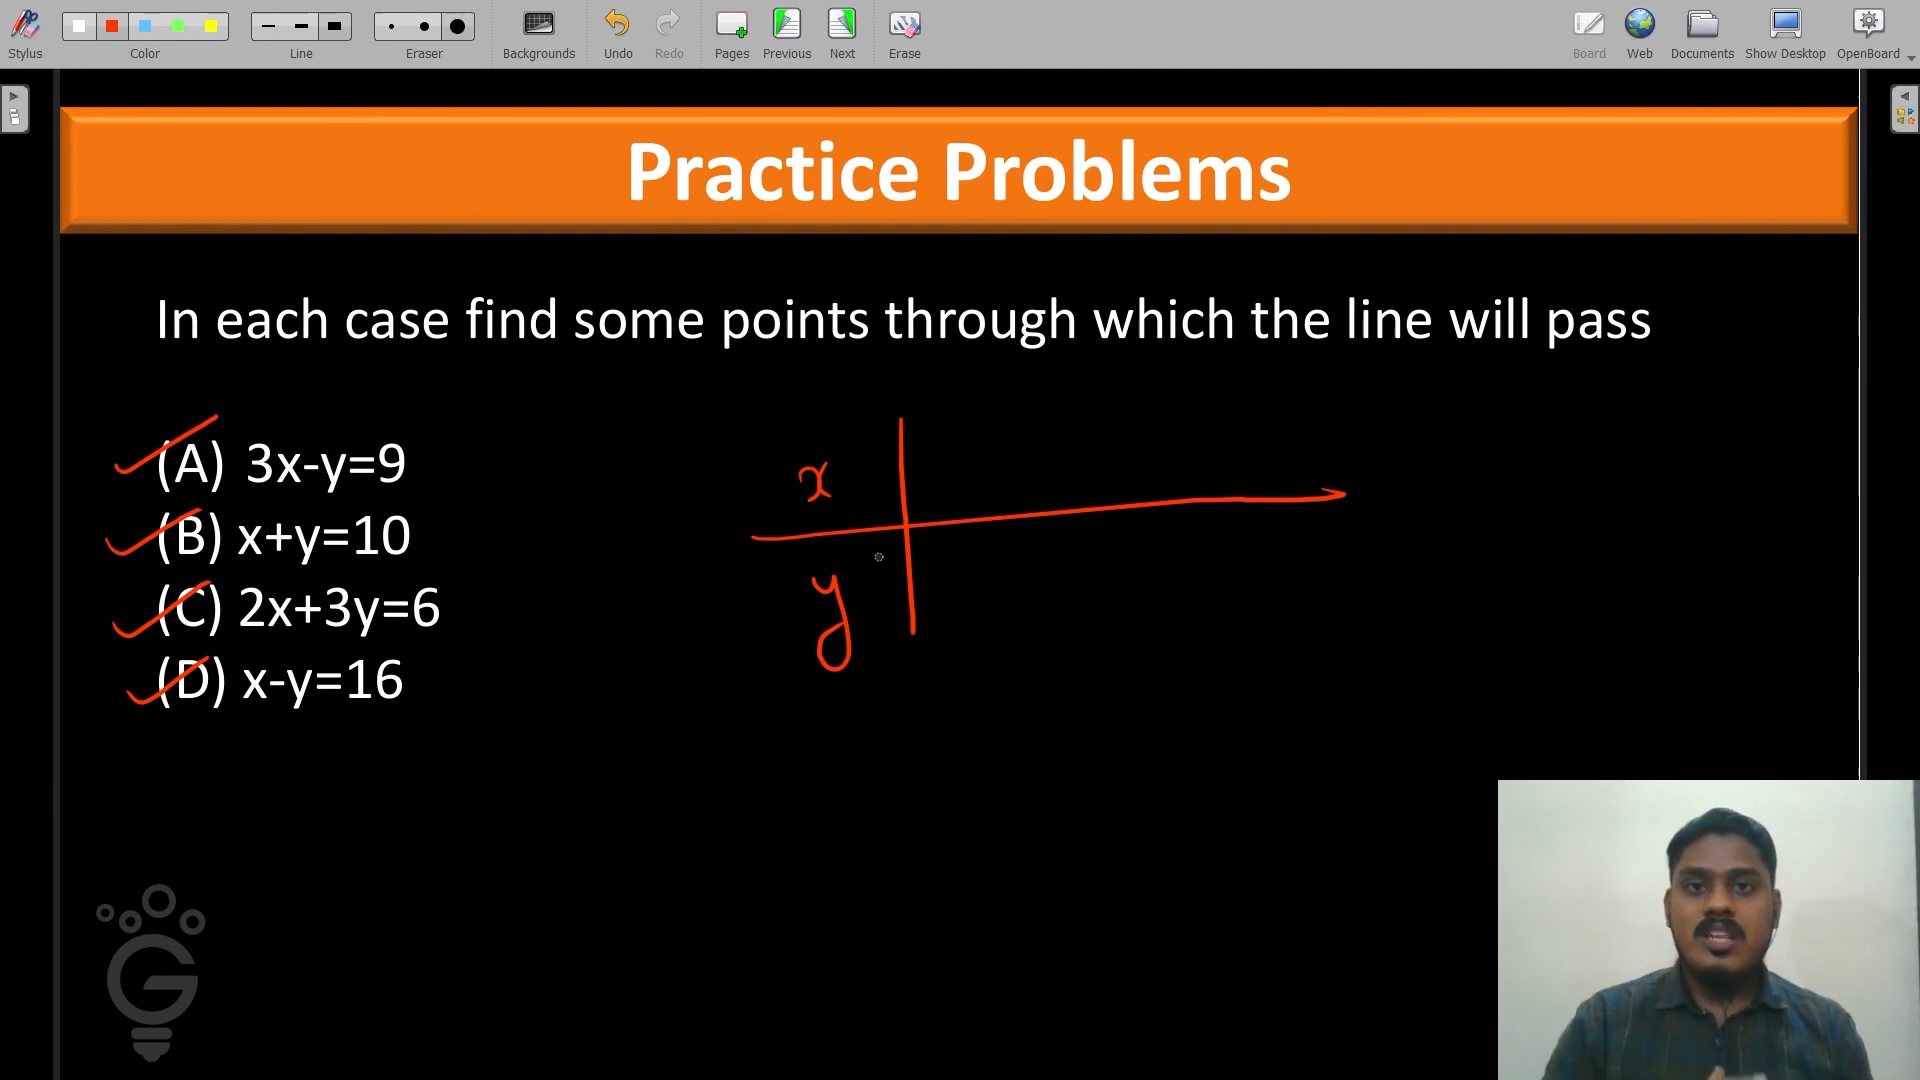 Stylus Color Line Eraser Backgrounds Undo Redo Pages Previous Next Erase Board Web Documents Show Desktop OpenBoard
Practice Problems
In each case find some points through which the line will pass
(A) 3x-y=9
(B) x+y=10
(C) 2x+3y=6
(D) x-y=16
x
y
G